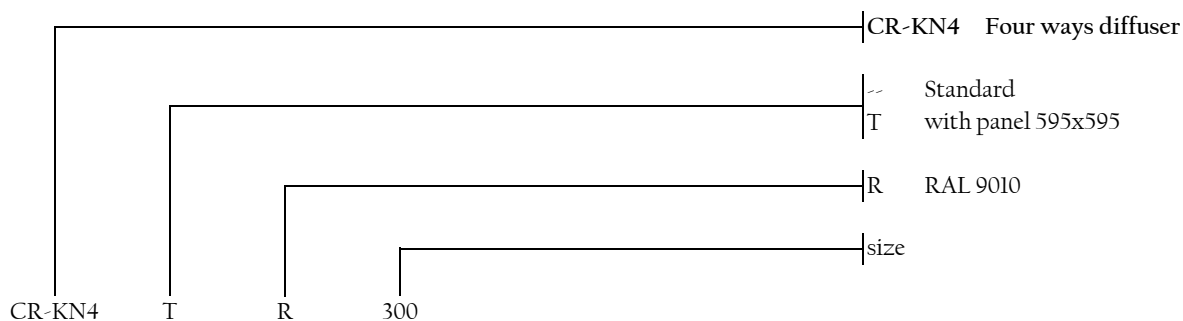 CR-KN4 Four ways diffuser
-- Standard
T with panel 595x595
R RAL 9010
size
CR-KN4 T R 300